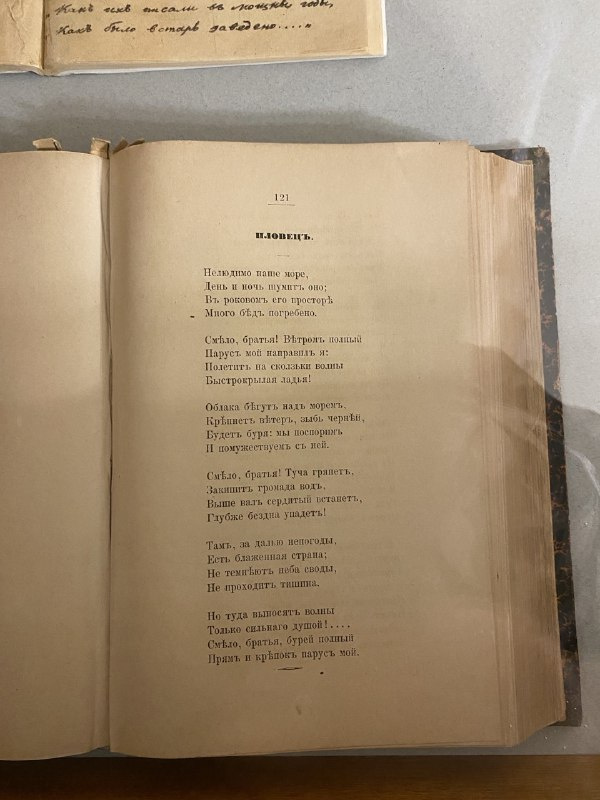 „Какъ ихъ писали въ мощные годы,
Какъ было встарь заведено...."
121
ПЛОВЕЦЪ.
Нелюдимо наше море,
День и ночь шумитъ оно;
Въ роковомъ его просторѣ
Много бѣдъ погребено.
Смѣло, братья! Вѣтромъ полный
Парусъ мой направилъ я:
Полетитъ на скользки волны
Быстрокрылая ладья!
Облака бѣгутъ надъ моремъ,
Крѣпнетъ вѣтеръ, зыбь чернѣй,
Будетъ буря: мы поспоримъ
И помужествуемъ съ ней.
Смѣло, братья! Туча грянетъ,
Закипитъ громада водъ,
Выше валъ сердитый встанетъ,
Глубже бездна упадетъ!
Тамъ, за далью непогоды,
Есть блаженная страна;
Не темнѣютъ неба своды,
Не проходитъ тишина.
Но туда выносятъ волны
Только сильнаго душой!....
Смѣло, братья, бурей полный
Прямъ и крѣпокъ парусъ мой.